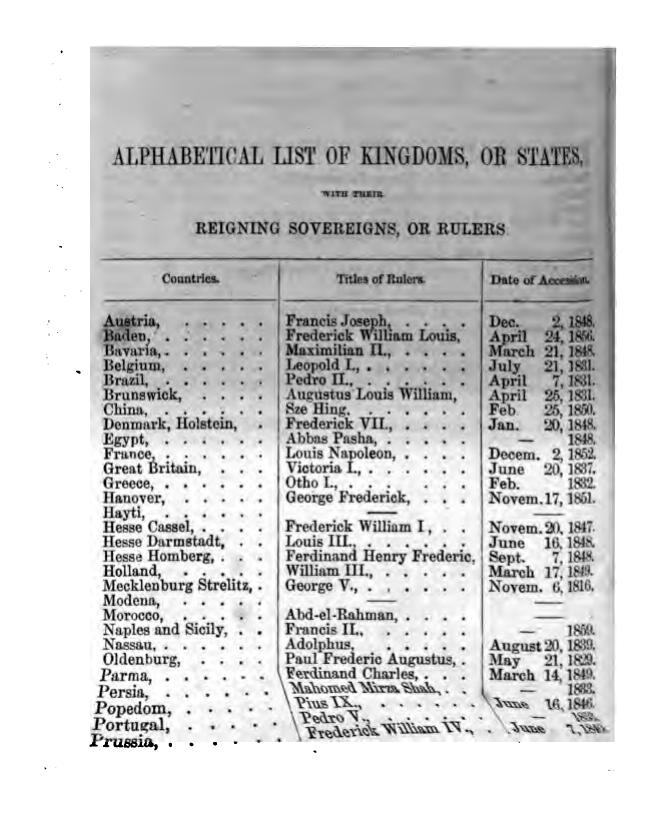 ALPHABETICAL LIST OF KINGDOMS, OR STATES,
WITH THEIR
REIGNING SOVEREIGNS, OR RULERS
Countries. Titles of Rulers. Date of Accession.
Austria, . . . . . Francis Joseph, . . . . Dec. 2, 1848.
Baden, . . . . . . Frederick William Louis, April 24, 1856.
Bavaria, . . . . . Maximilian II., . . . . March 21, 1848.
Belgium, . . . . . Leopold I., . . . . . . July 21, 1831.
Brazil, . . . . . . Pedro II., . . . . . . April 7, 1831.
Brunswick, . . . . Augustus Louis William, April 25, 1831.
China, . . . . . . Sze Hing, . . . . . . Feb 25, 1850.
Denmark, Holstein, . Frederick VII., . . . . Jan. 20, 1848.
Egypt, . . . . . . Abbas Pasha, . . . . . — 1848.
France, . . . . . . Louis Napoleon, . . . . Decem. 2, 1852.
Great Britain, . . . Victoria I., . . . . . . June 20, 1837.
Greece, . . . . . . Otho I., . . . . . . . Feb. 1832.
Hanover, . . . . . George Frederick, . . . Novem. 17, 1851.
Hayti, . . . . . . —
Hesse Cassel, . . . . Frederick William I, . . Novem. 20, 1847.
Hesse Darmstadt, . . Louis III., . . . . . . June 16, 1848.
Hesse Homberg, . . . Ferdinand Henry Frederic, Sept. 7, 1848.
Holland, . . . . . William III., . . . . . March 17, 1849.
Mecklenburg Strelitz, . George V., . . . . . . Novem. 6, 1816.
Modena, . . . . . — —
Morocco, . . . . . Abd-el-Rahman, . . . . —
Naples and Sicily, . . Francis II., . . . . . — 1859.
Nassau, . . . . . . Adolphus, . . . . . August 20, 1839.
Oldenburg, . . . . Paul Frederic Augustus, . May 21, 1829.
Parma, . . . . . . Ferdinand Charles, . . . March 14, 1849.
Persia, . . . . . . Mahomed Mirza Shah, . . — 1833.
Popedom, . . . . . Pius IX., . . . . . . June 16, 1846.
Portugal, . . . . . Pedro V., . . . . . —
Prussia, . . . . . . Frederick William IV., . June 7,